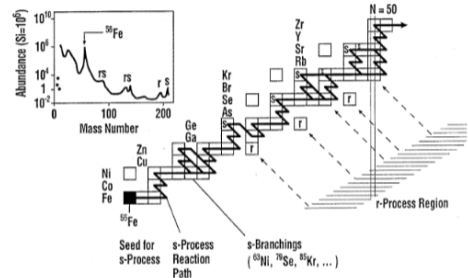 N = 50
Abundance (Si=10⁶)
10¹⁰
10⁶
10⁴
1
10⁻²
0
100
200
Mass Number
⁵⁶Fe
rs
rs
r s
Zr
Y
Sr
Rb
s
s
Kr
Br
Se
As
s
s
r
r
Ge
Ga
Zn
Cu
Ni
Co
Fe
⁵⁶Fe
r-Process Region
Seed for
s-Process
s-Process
Reaction
Path
s-Branchings
(⁶³Ni, ⁷⁹Se, ⁸⁵Kr, ... )